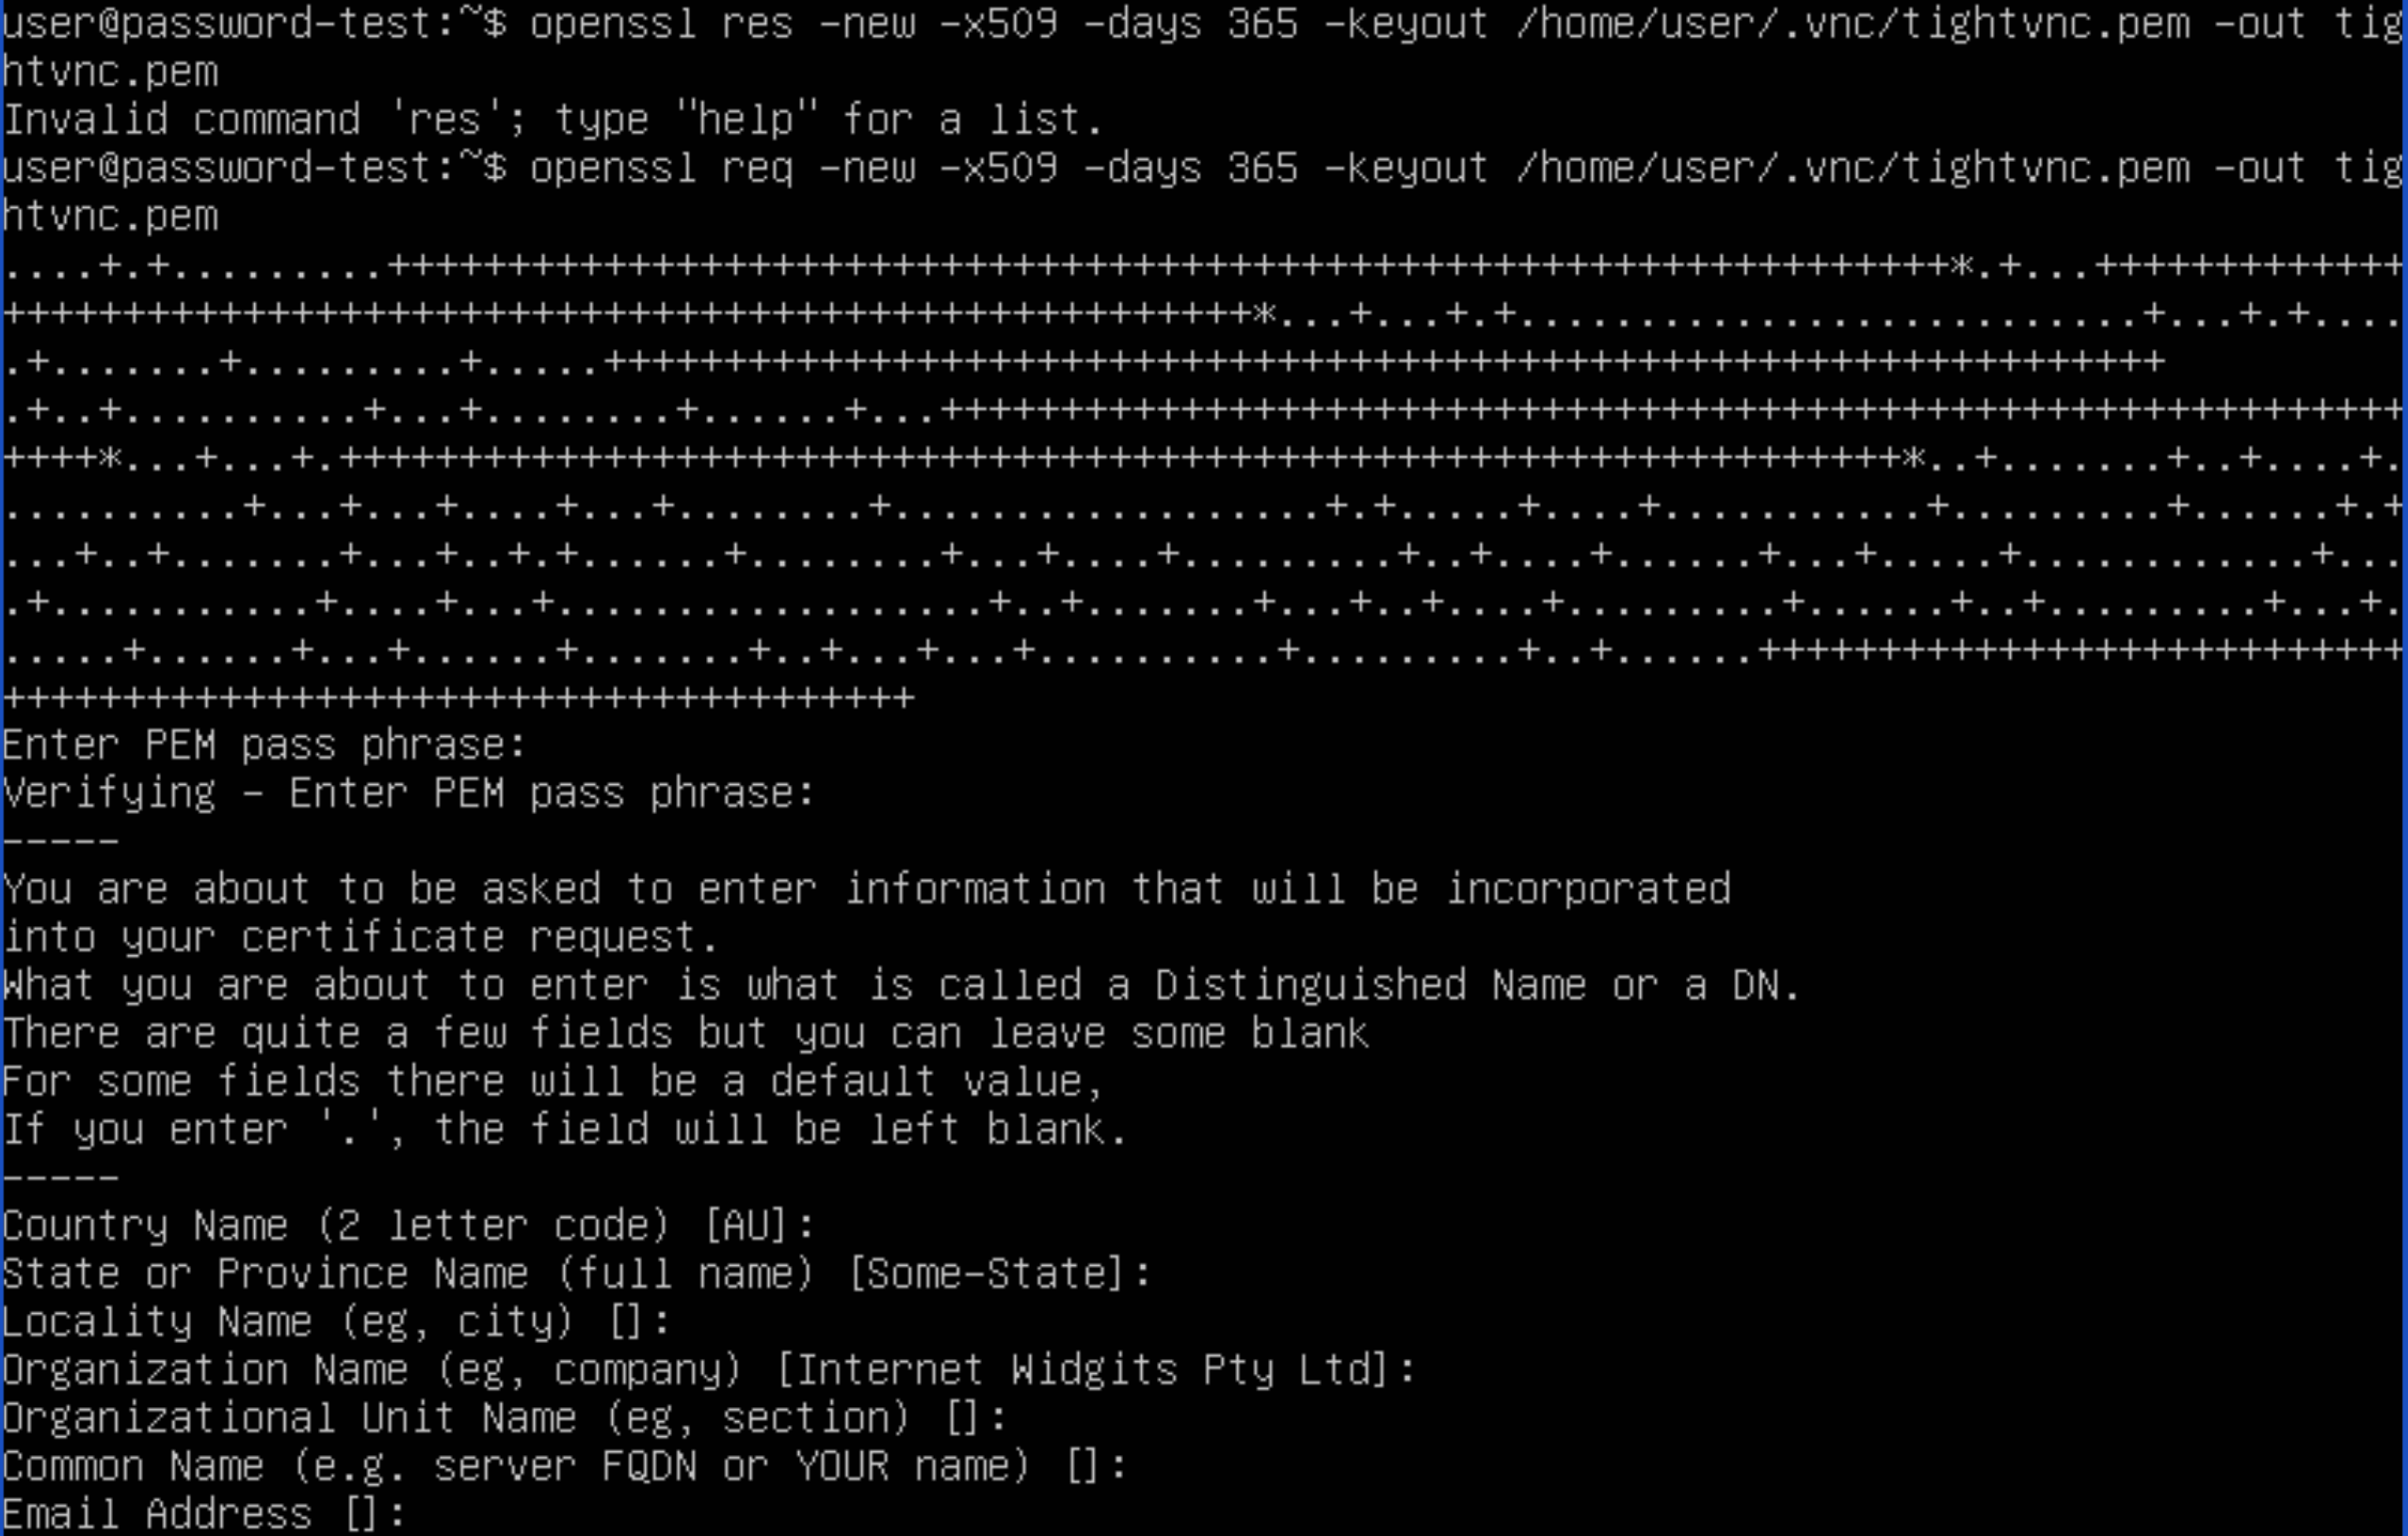 user@password-test:~$ openssl res -new -x509 -days 365 -keyout /home/user/.vnc/tightvnc.pem -out tig
htvnc.pem
Invalid command 'res'; type "help" for a list.
user@password-test:~$ openssl req -new -x509 -days 365 -keyout /home/user/.vnc/tightvnc.pem -out tig
htvnc.pem
....+.+.........+++++++++++++++++++++++++++++++++++++++++++++++++++++++++++++++++*.+...+++++++++++++
++++++++++++++++++++++++++++++++++++++++++++++++++++*...+...+.+..........................+...+.+....
.+.......+.........+.....+++++++++++++++++++++++++++++++++++++++++++++++++++++++++++++++++
.+..+..........+...+........+......+...+++++++++++++++++++++++++++++++++++++++++++++++++++++++++++++
++++*...+...+.+++++++++++++++++++++++++++++++++++++++++++++++++++++++++++++++++*..+.......+..+....+.
..........+...+...+....+...+........+..................+.+.....+....+...........+.........+......+.+
...+..+.......+...+..+.+......+........+...+....+.........+..+....+......+...+.....+............+...
.+...........+....+...+..................+..+.......+...+..+....+.........+......+..+.........+...+.
.....+......+...+......+.......+..+...+...+..........+.........+..+......+++++++++++++++++++++++++++
++++++++++++++++++++++++++++++++++++++
Enter PEM pass phrase:
Verifying - Enter PEM pass phrase:
-----
You are about to be asked to enter information that will be incorporated
into your certificate request.
What you are about to enter is what is called a Distinguished Name or a DN.
There are quite a few fields but you can leave some blank
For some fields there will be a default value,
If you enter '.', the field will be left blank.
-----
Country Name (2 letter code) [AU]:
State or Province Name (full name) [Some-State]:
Locality Name (eg, city) []:
Organization Name (eg, company) [Internet Widgits Pty Ltd]:
Organizational Unit Name (eg, section) []:
Common Name (e.g. server FQDN or YOUR name) []:
Email Address []: